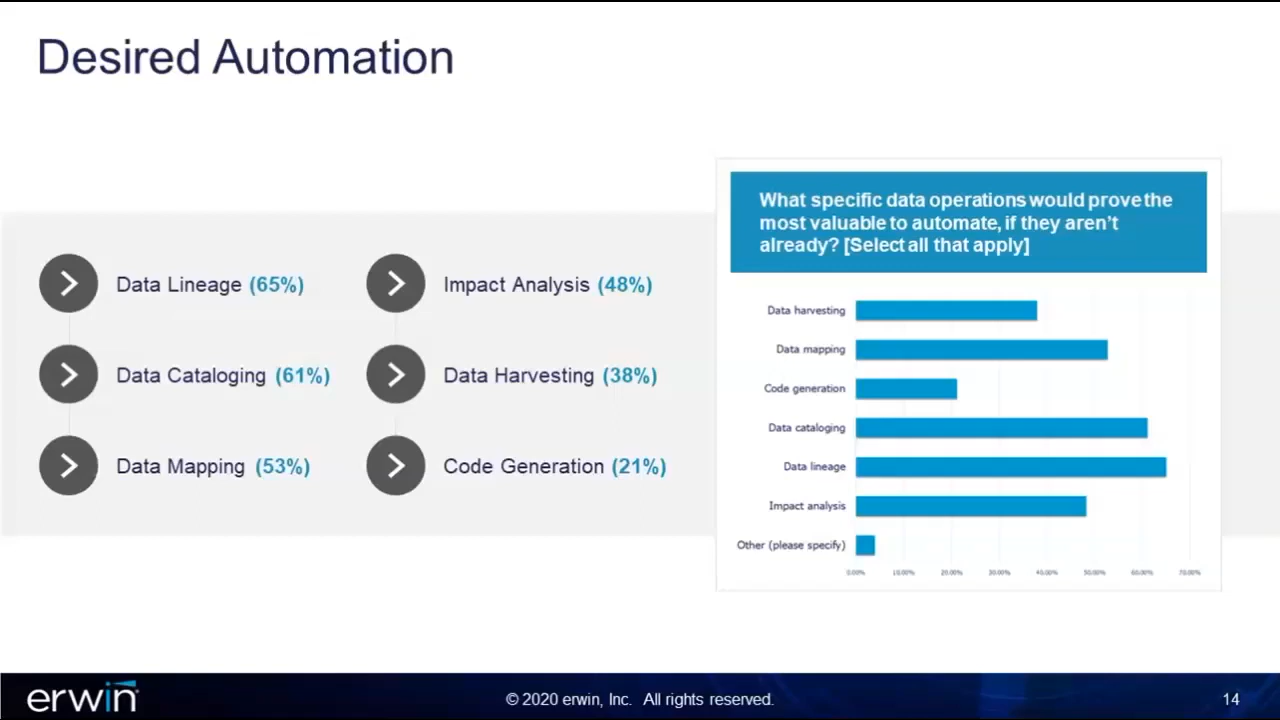 Desired Automation
Data Lineage (65%)
Data Cataloging (61%)
Data Mapping (53%)
Impact Analysis (48%)
Data Harvesting (38%)
Code Generation (21%)
What specific data operations would prove the
most valuable to automate, if they aren't
already? [Select all that apply]
Data harvesting
Data mapping
Code generation
Data cataloging
Data lineage
Impact analysis
Other (please specify)
0.00% 10.00% 20.00% 30.00% 40.00% 50.00% 60.00% 70.00%
erwin
© 2020 erwin, Inc. All rights reserved.
14